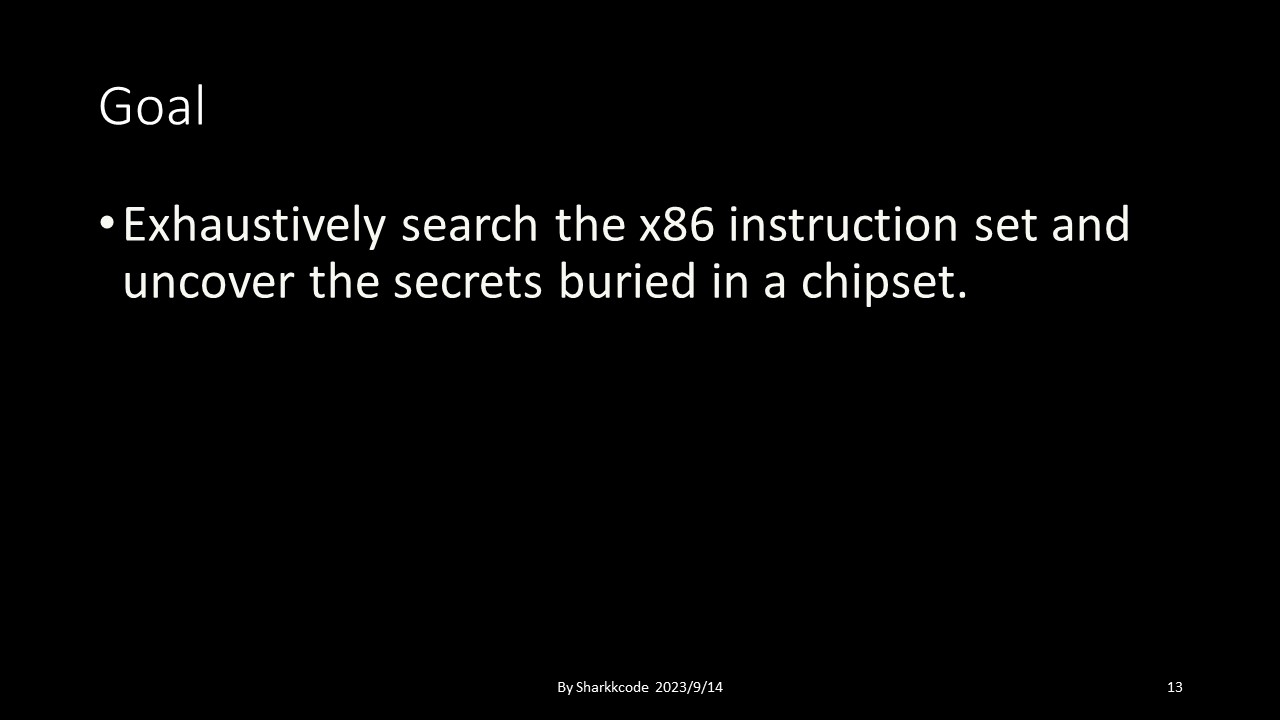 Goal
•Exhaustively search the x86 instruction set and
uncover the secrets buried in a chipset.
By Sharkkcode 2023/9/14
13